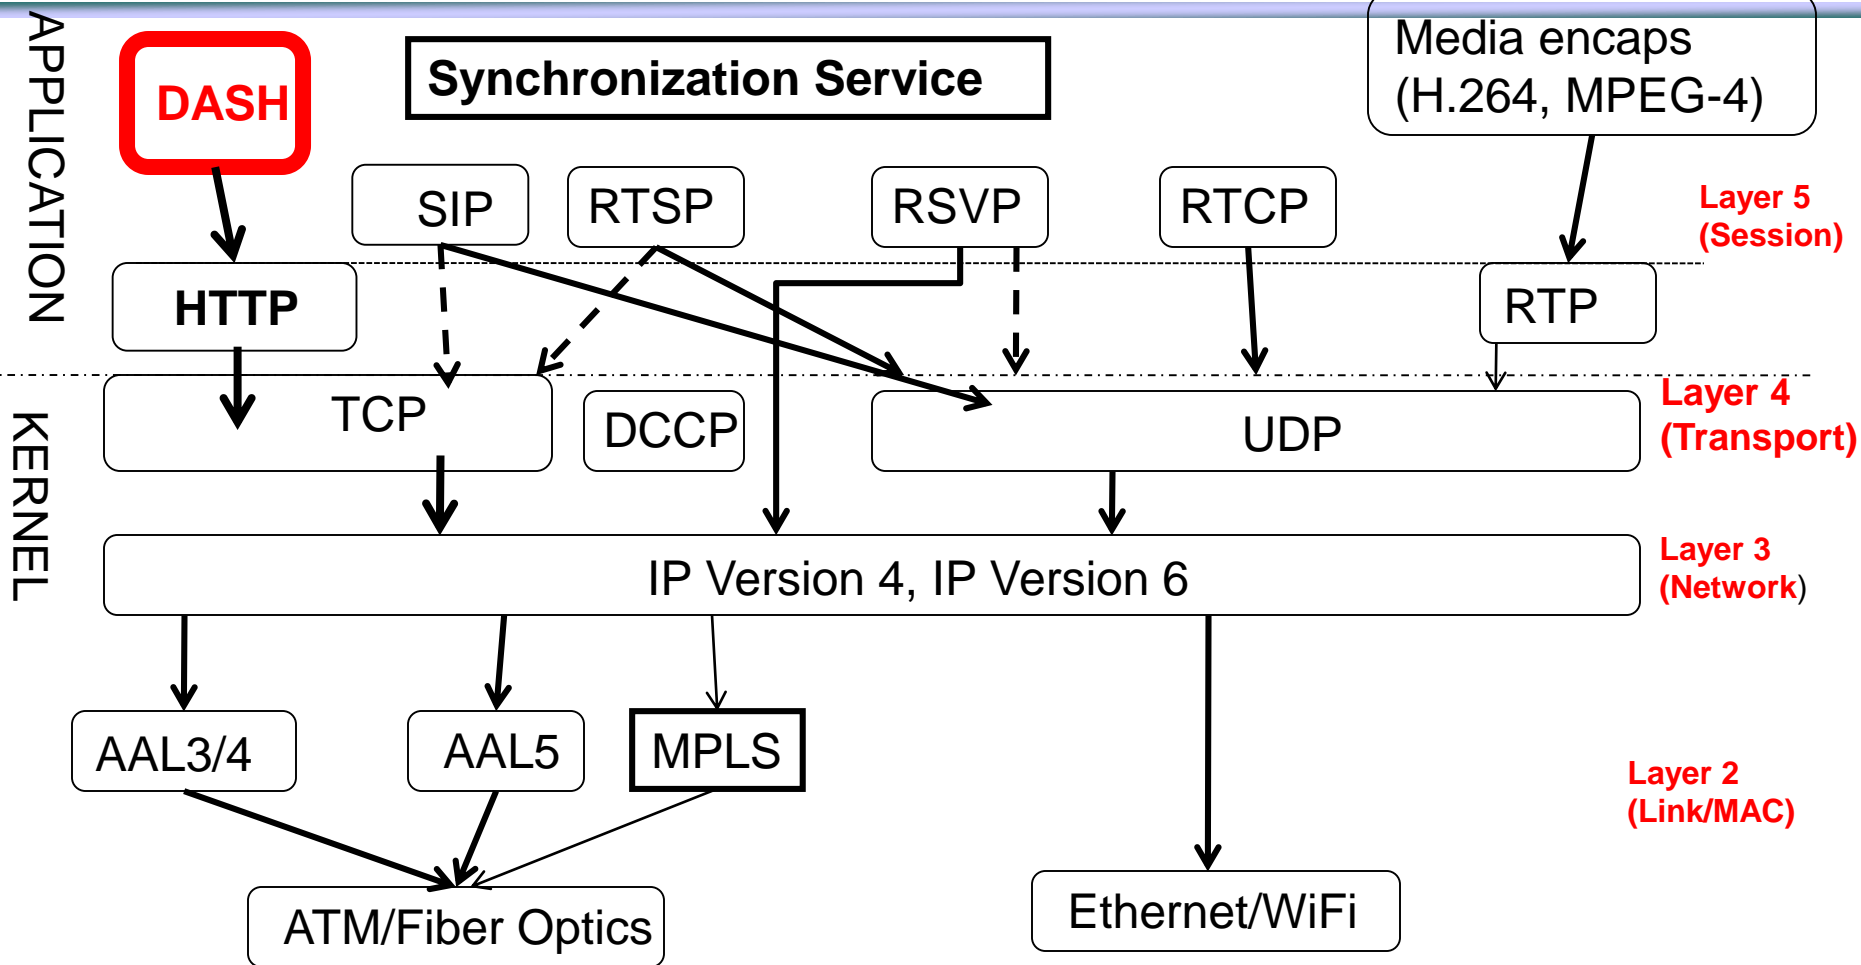 APPLICATION
DASH
Synchronization Service
Media encaps
(H.264, MPEG-4)
SIP
RTSP
RSVP
RTCP
Layer 5
(Session)
HTTP
RTP
KERNEL
TCP
DCCP
UDP
Layer 4
(Transport)
IP Version 4, IP Version 6
Layer 3
(Network)
AAL3/4
AAL5
MPLS
Layer 2
(Link/MAC)
ATM/Fiber Optics
Ethernet/WiFi